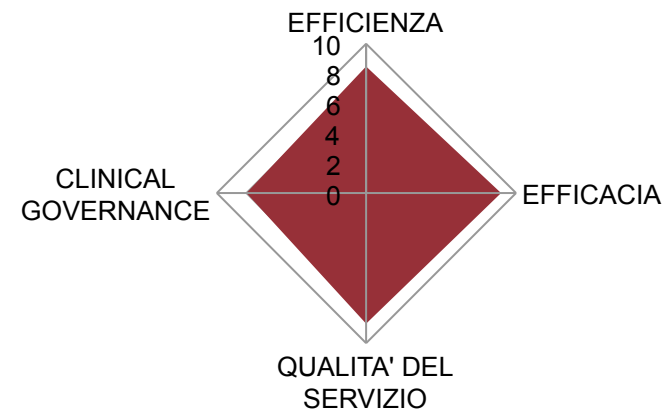 EFFICIENZA
10
8
6
4
2
0
CLINICAL
GOVERNANCE
EFFICACIA
QUALITA' DEL
SERVIZIO